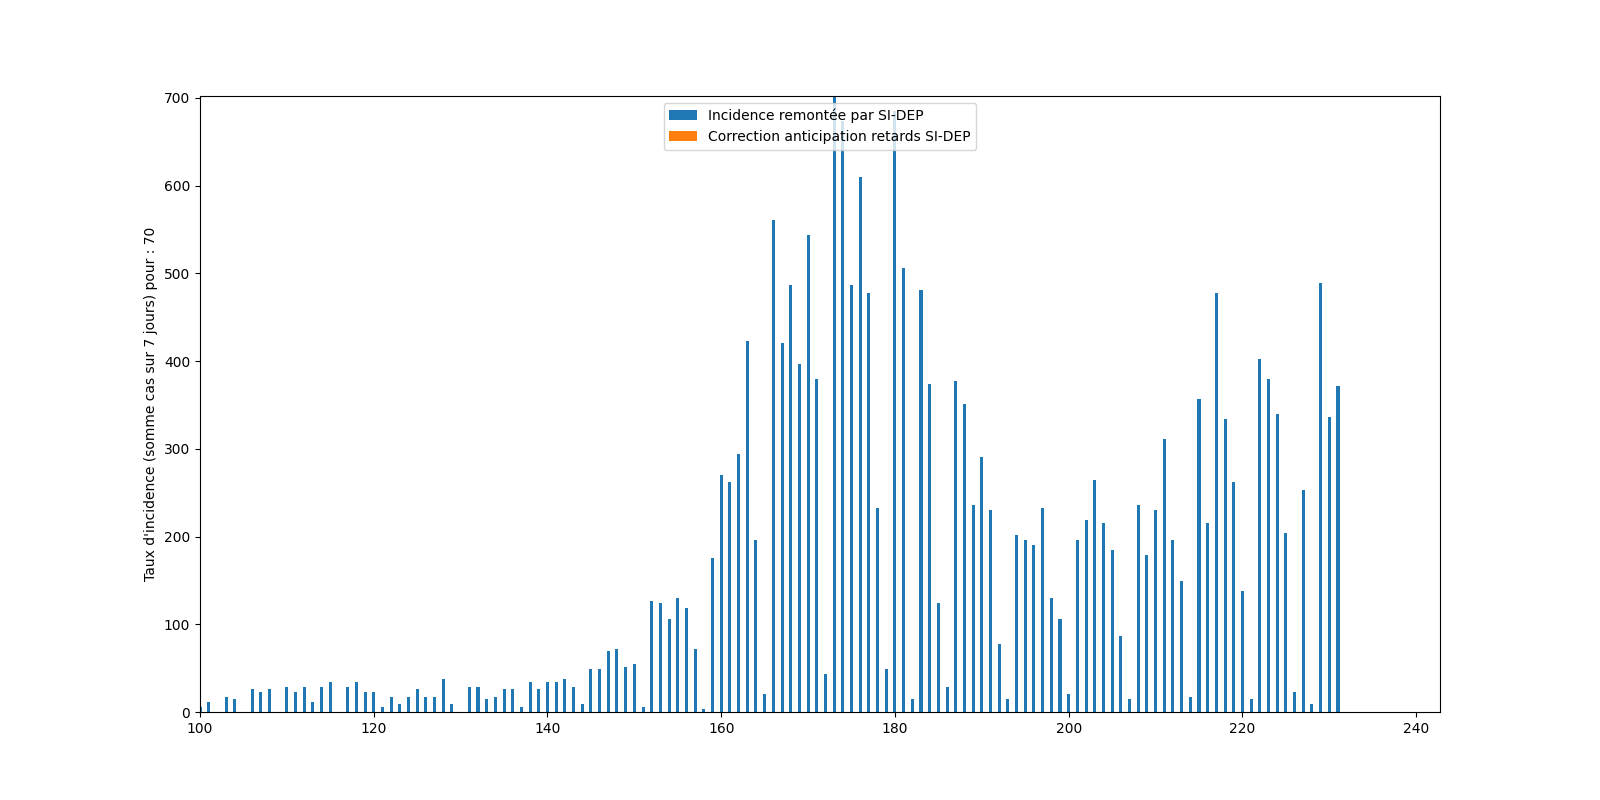 700
600
500
400
300
200
100
0
Taux d'incidence (somme cas sur 7 jours) pour : 70
Incidence remontée par SI-DEP
Correction anticipation retards SI-DEP
100 120 140 160 180 200 220 240